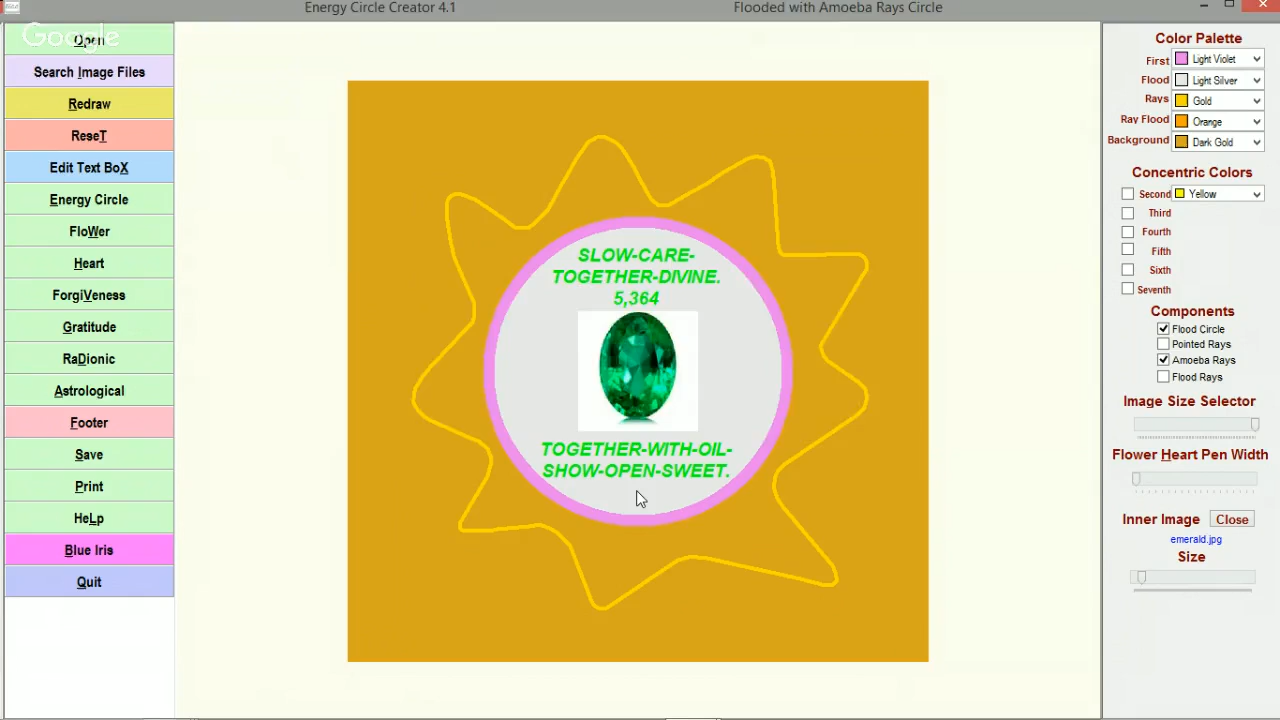 Energy Circle Creator 4.1
Flooded with Amoeba Rays Circle
Google
Open
Search Image Files
Redraw
ReseT
Edit Text BoX
Energy Circle
FloWer
Heart
ForgiVeness
Gratitude
RaDionic
Astrological
Footer
Save
Print
HeLp
Blue Iris
Quit
SLOW-CARE-
TOGETHER-DIVINE.
5,364
TOGETHER-WITH-OIL-
SHOW-OPEN-SWEET.
Color Palette
First Light Violet
Flood Light Silver
Rays Gold
Ray Flood Orange
Background Dark Gold
Concentric Colors
Second Yellow
Third
Fourth
Fifth
Sixth
Seventh
Components
Flood Circle
Pointed Rays
Amoeba Rays
Flood Rays
Image Size Selector
Flower Heart Pen Width
Inner Image Close
emerald.jpg
Size